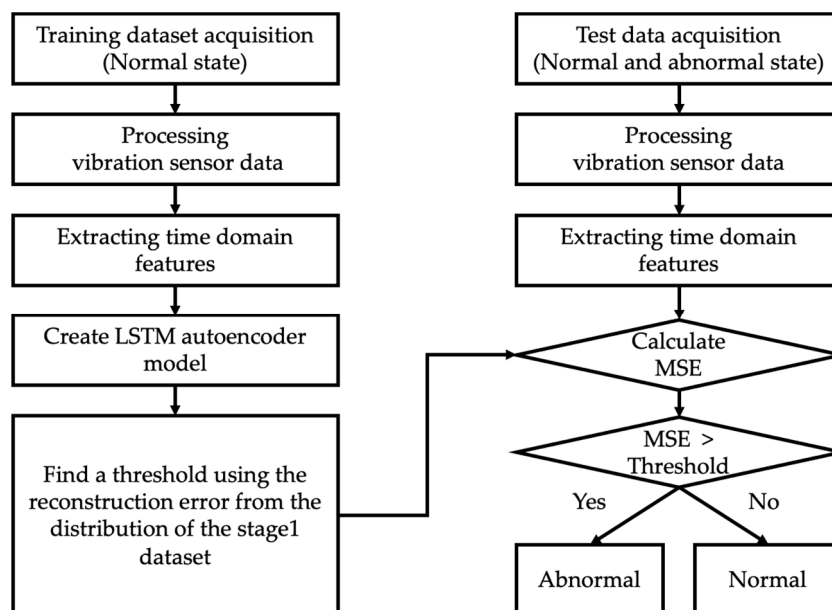 Training dataset acquisition
(Normal state)
Processing
vibration sensor data
Extracting time domain
features
Create LSTM autoencoder
model
Find a threshold using the
reconstruction error from the
distribution of the stage1
dataset
Test data acquisition
(Normal and abnormal state)
Processing
vibration sensor data
Extracting time domain
features
Calculate
MSE
MSE >
Threshold
Yes
No
Abnormal
Normal